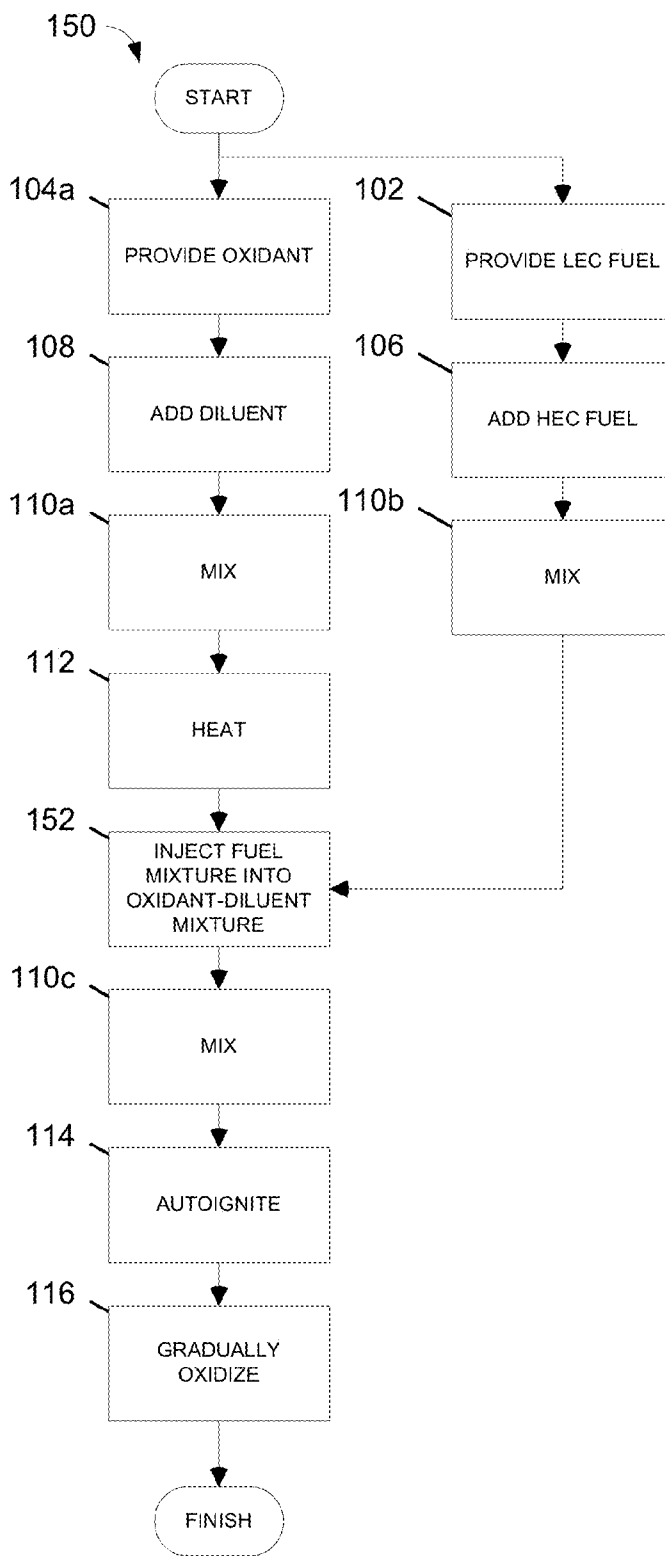 150
START
104a
PROVIDE OXIDANT
102
PROVIDE LEC FUEL
108
ADD DILUENT
106
ADD HEC FUEL
110a
MIX
110b
MIX
112
HEAT
152
INJECT FUEL
MIXTURE INTO
OXIDANT-DILUENT
MIXTURE
110c
MIX
114
AUTOIGNITE
116
GRADUALLY
OXIDIZE
FINISH